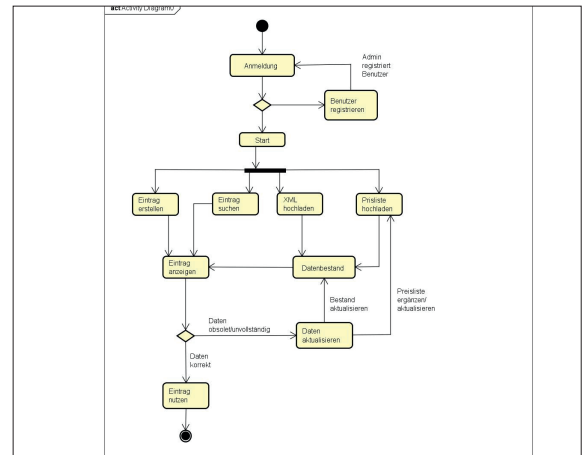 act Activity Diagram0
Anmeldung
Admin
registriert
Benutzer
Benutzer
registrieren
Start
Eintrag
erstellen
Eintrag
suchen
XML
hochladen
Prisliste
hochladen
Eintrag
anzeigen
Datenbestand
Bestand
aktualisieren
Preisliste
ergänzen/
aktualisieren
Daten
obsolet/unvollständig
Daten
aktualisieren
Daten
korrekt
Eintrag
nutzen